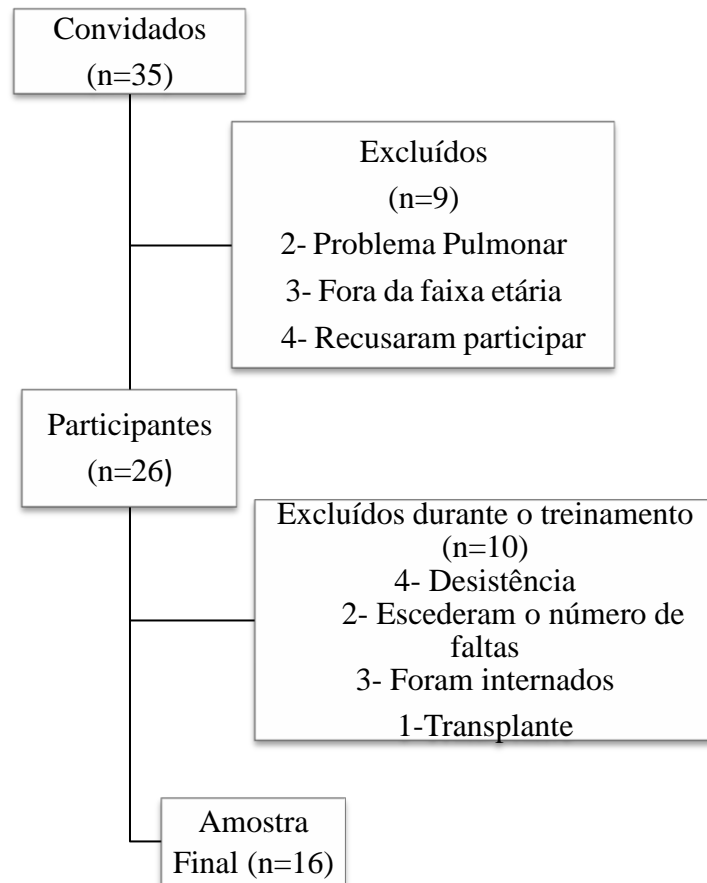 Convidados
(n=35)
Excluídos
(n=9)
2- Problema Pulmonar
3- Fora da faixa etária
4- Recusaram participar
Participantes
(n=26)
Excluídos durante o treinamento
(n=10)
4- Desistência
2- Escederam o número de
faltas
3- Foram internados
1-Transplante
Amostra
Final (n=16)